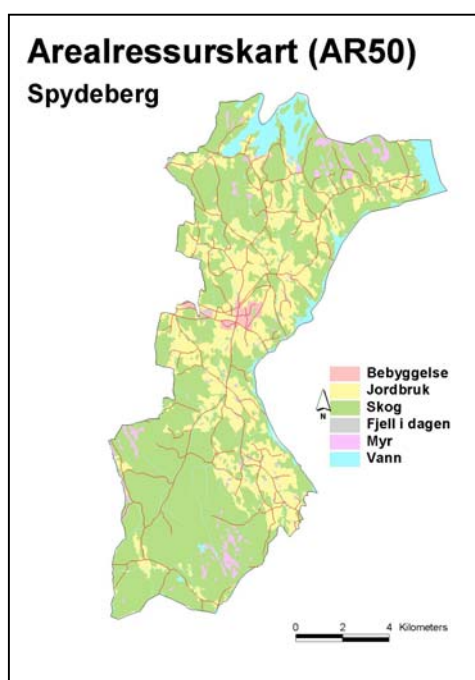 Arealressurskart (AR50)
Spydeberg
Bebyggelse
Jordbruk
Skog
Fjell i dagen
Myr
Vann
N
0 2 4 Kilometers